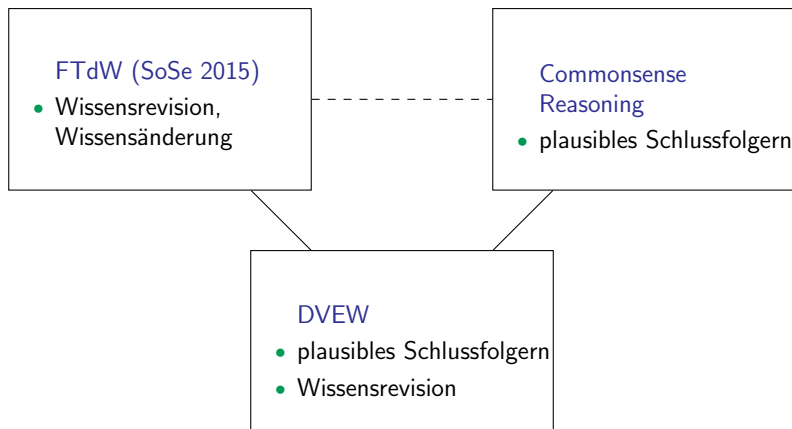 FTdW (SoSe 2015)
• Wissensrevision,
Wissensänderung
Commonsense
Reasoning
• plausibles Schlussfolgern
DVEW
• plausibles Schlussfolgern
• Wissensrevision